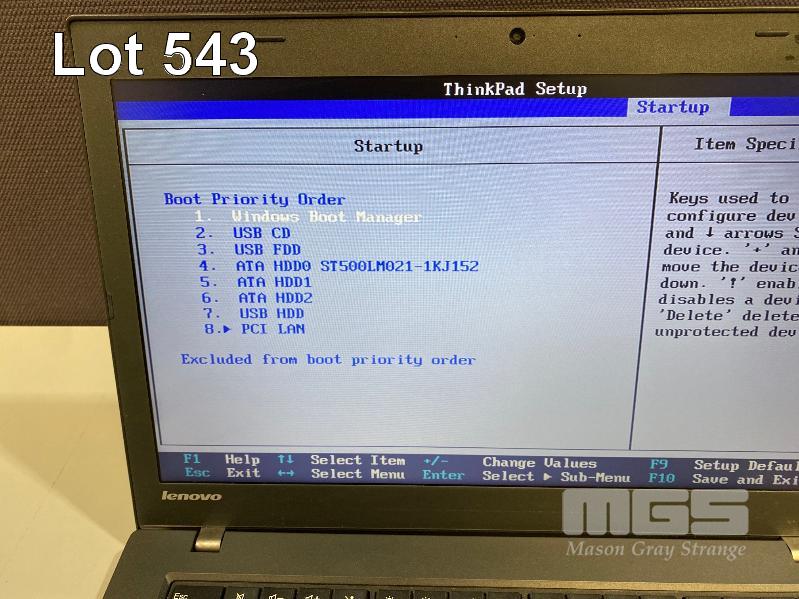 Lot 543
ThinkPad Setup
Startup
Startup
Item Speci
Boot Priority Order
1. Windows Boot Manager
2. USB CD
3. USB FDD
4. ATA HDD0 ST500LM021-1KJ152
5. ATA HDD1
6. ATA HDD2
7. USB HDD
8.▶ PCI LAN
Excluded from boot priority order
Keys used to
configure dev
and ↓ arrows S
device. '+' an
move the devic
down. '!' enab
disables a devi
'Delete' delete
unprotected dev
F1 Help ↑↓ Select Item +/- Change Values F9 Setup Defaul
Esc Exit ←→ Select Menu Enter Select ▶ Sub-Menu F10 Save and Exi
lenovo
MGS
Mason Gray Strange
Esc